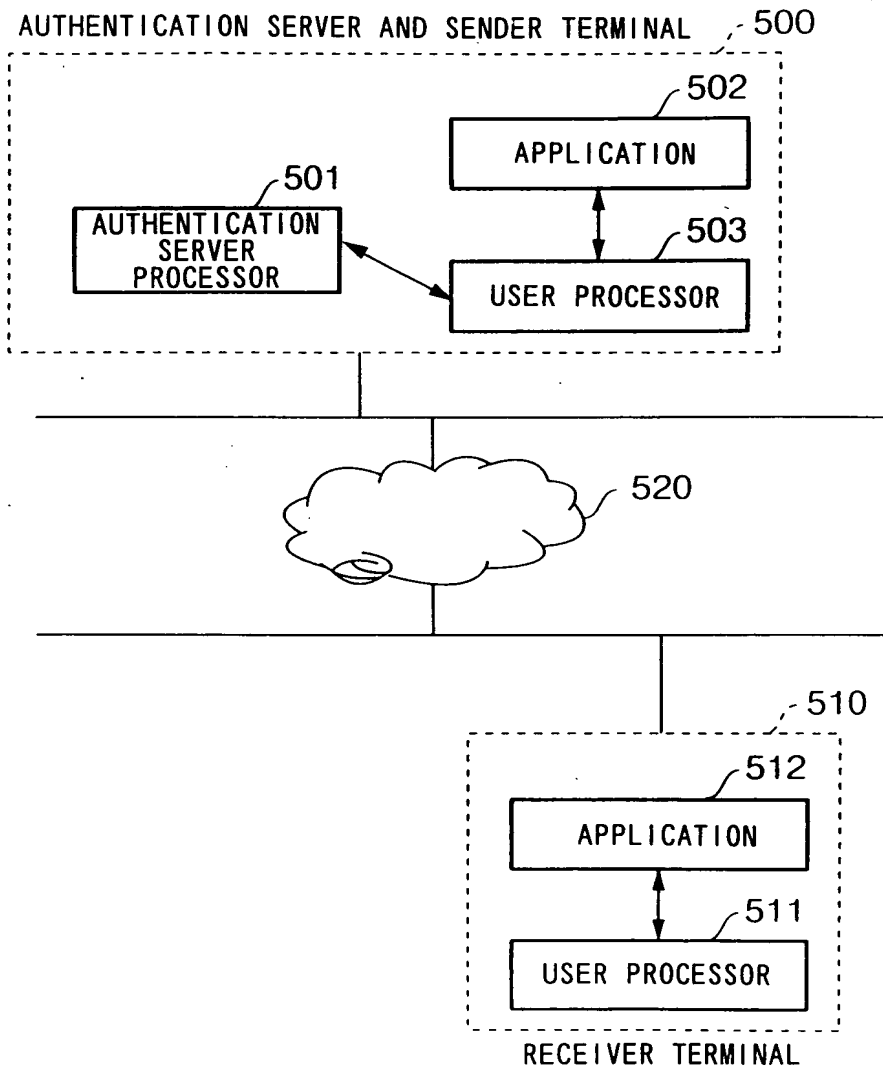 AUTHENTICATION SERVER AND SENDER TERMINAL 500
502
APPLICATION
501
AUTHENTICATION
SERVER
PROCESSOR
503
USER PROCESSOR
520
510
512
APPLICATION
511
USER PROCESSOR
RECEIVER TERMINAL